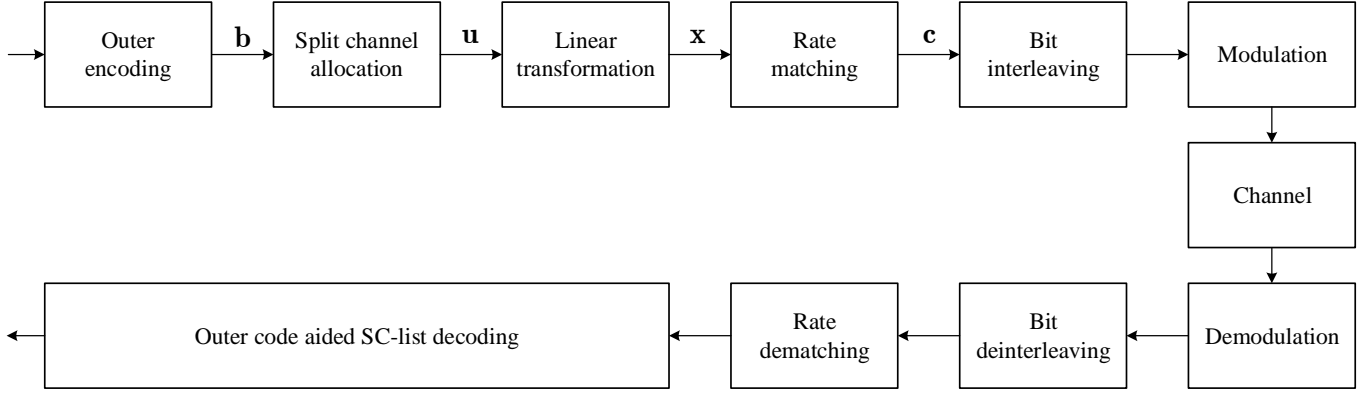 Outer
encoding
b
Split channel
allocation
u
Linear
transformation
x
Rate
matching
c
Bit
interleaving
Modulation
Channel
Outer code aided SC-list decoding
Rate
dematching
Bit
deinterleaving
Demodulation